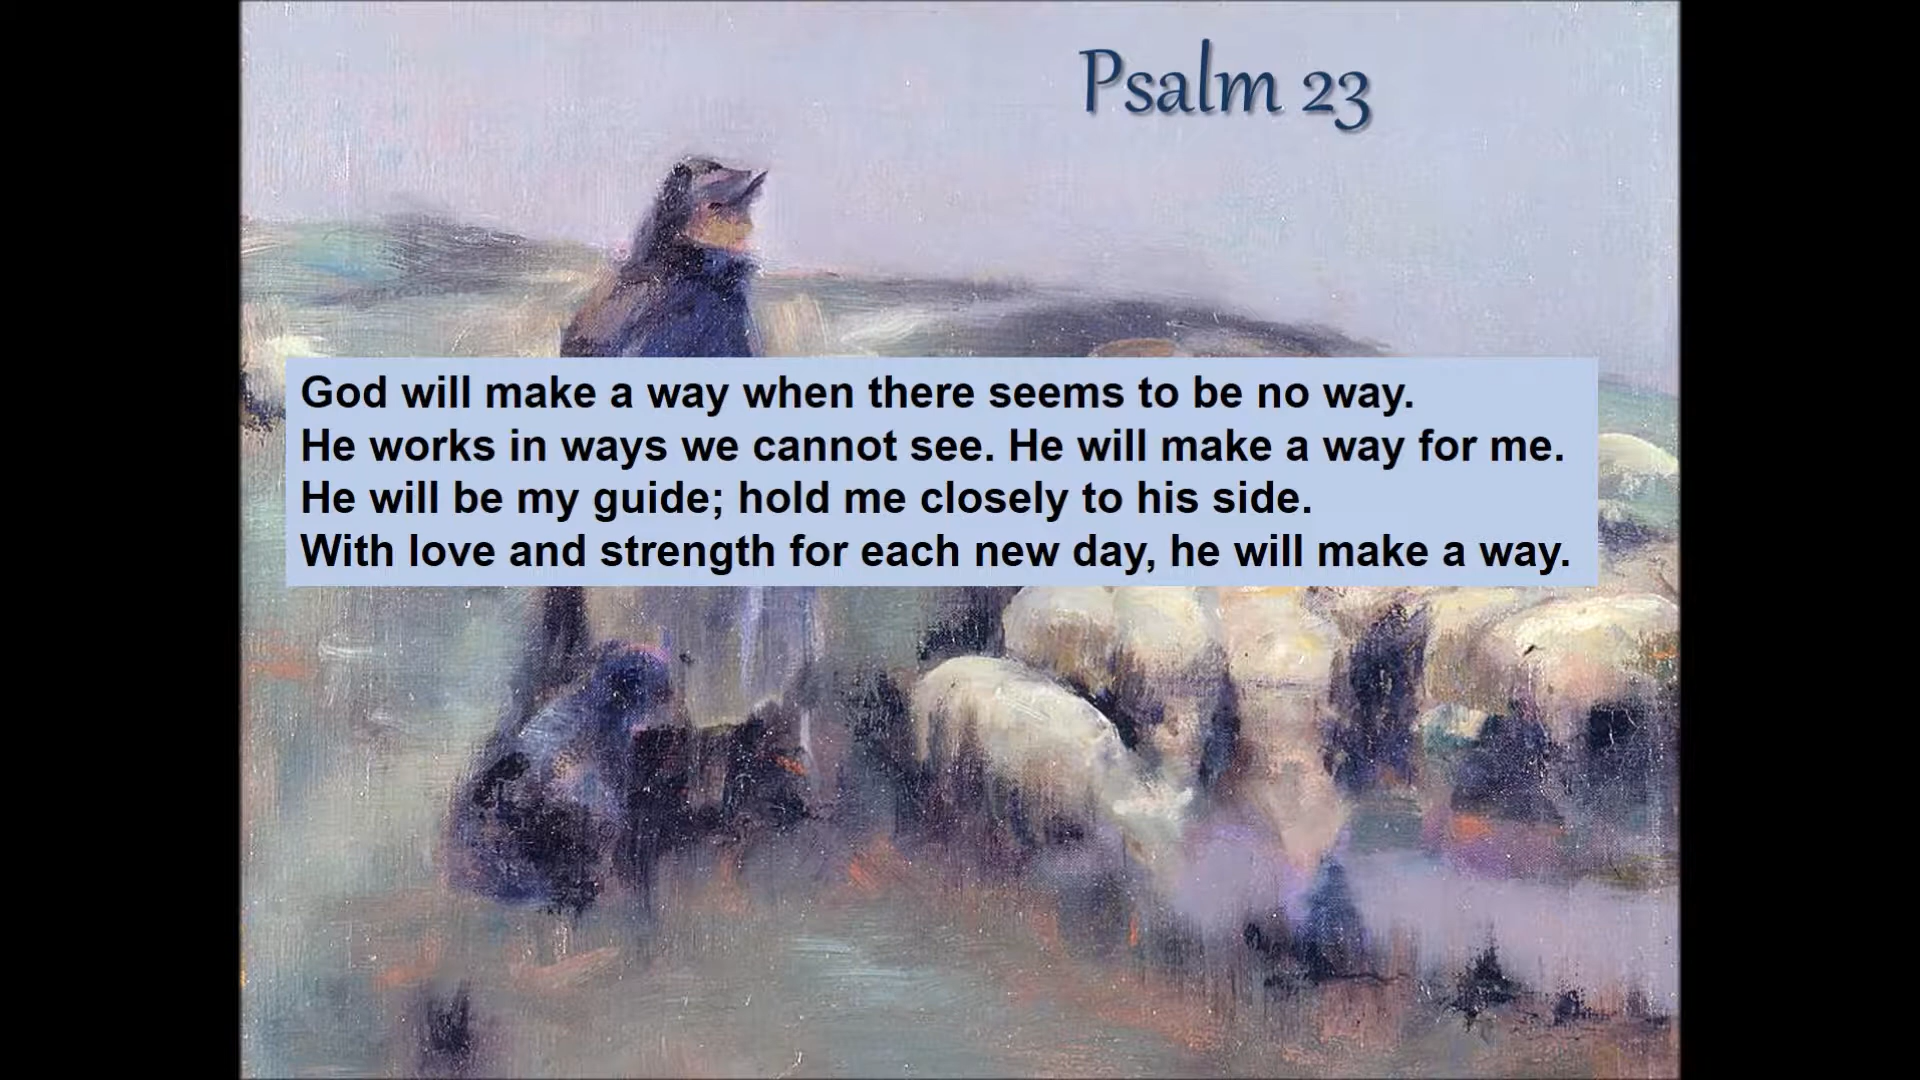 Psalm 23
God will make a way when there seems to be no way.
He works in ways we cannot see. He will make a way for me.
He will be my guide; hold me closely to his side.
With love and strength for each new day, he will make a way.